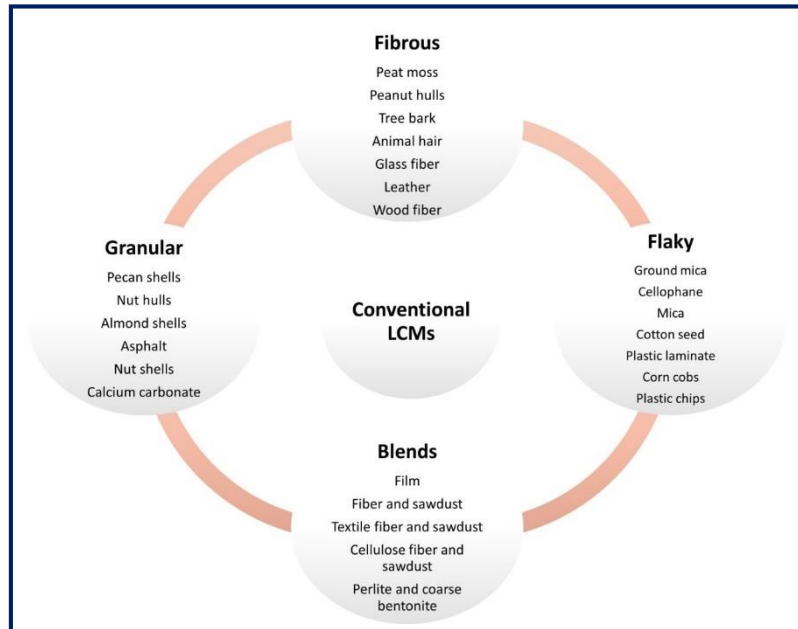 Fibrous
Peat moss
Peanut hulls
Tree bark
Animal hair
Glass fiber
Leather
Wood fiber
Granular
Pecan shells
Nut hulls
Almond shells
Asphalt
Nut shells
Calcium carbonate
Conventional
LCMs
Flaky
Ground mica
Cellophane
Mica
Cotton seed
Plastic laminate
Corn cobs
Plastic chips
Blends
Film
Fiber and sawdust
Textile fiber and sawdust
Cellulose fiber and
sawdust
Perlite and coarse
bentonite